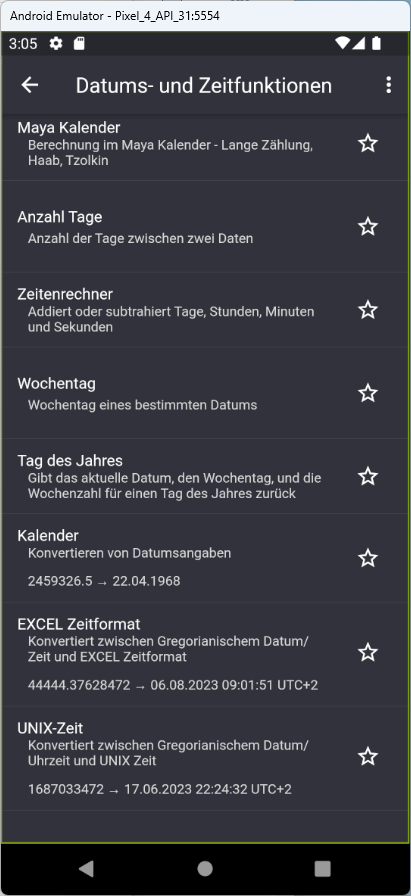 Android Emulator - Pixel_4_API_31:5554
3:05
Datums- und Zeitfunktionen
Maya Kalender
Berechnung im Maya Kalender - Lange Zählung,
Haab, Tzolkin
Anzahl Tage
Anzahl der Tage zwischen zwei Daten
Zeitenrechner
Addiert oder subtrahiert Tage, Stunden, Minuten
und Sekunden
Wochentag
Wochentag eines bestimmten Datums
Tag des Jahres
Gibt das aktuelle Datum, den Wochentag, und die
Wochenzahl für einen Tag des Jahres zurück
Kalender
Konvertieren von Datumsangaben
2459326.5 → 22.04.1968
EXCEL Zeitformat
Konvertiert zwischen Gregorianischem Datum/
Zeit und EXCEL Zeitformat
44444.37628472 → 06.08.2023 09:01:51 UTC+2
UNIX-Zeit
Konvertiert zwischen Gregorianischem Datum/
Uhrzeit und UNIX Zeit
1687033472 → 17.06.2023 22:24:32 UTC+2